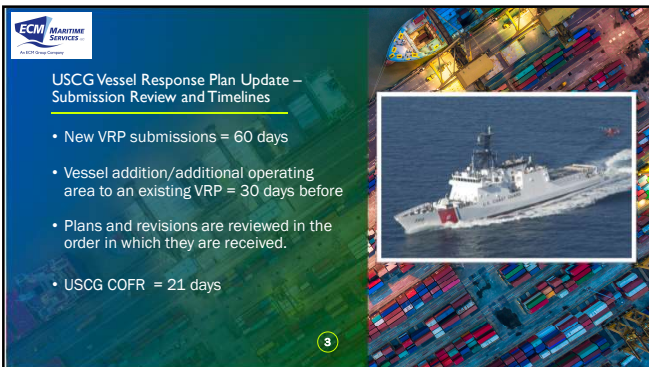 ECM MARITIME
SERVICES LLC
An ECM Group Company
USCG Vessel Response Plan Update –
Submission Review and Timelines
• New VRP submissions = 60 days
• Vessel addition/additional operating
area to an existing VRP = 30 days before
• Plans and revisions are reviewed in the
order in which they are received.
• USCG COFR = 21 days
3